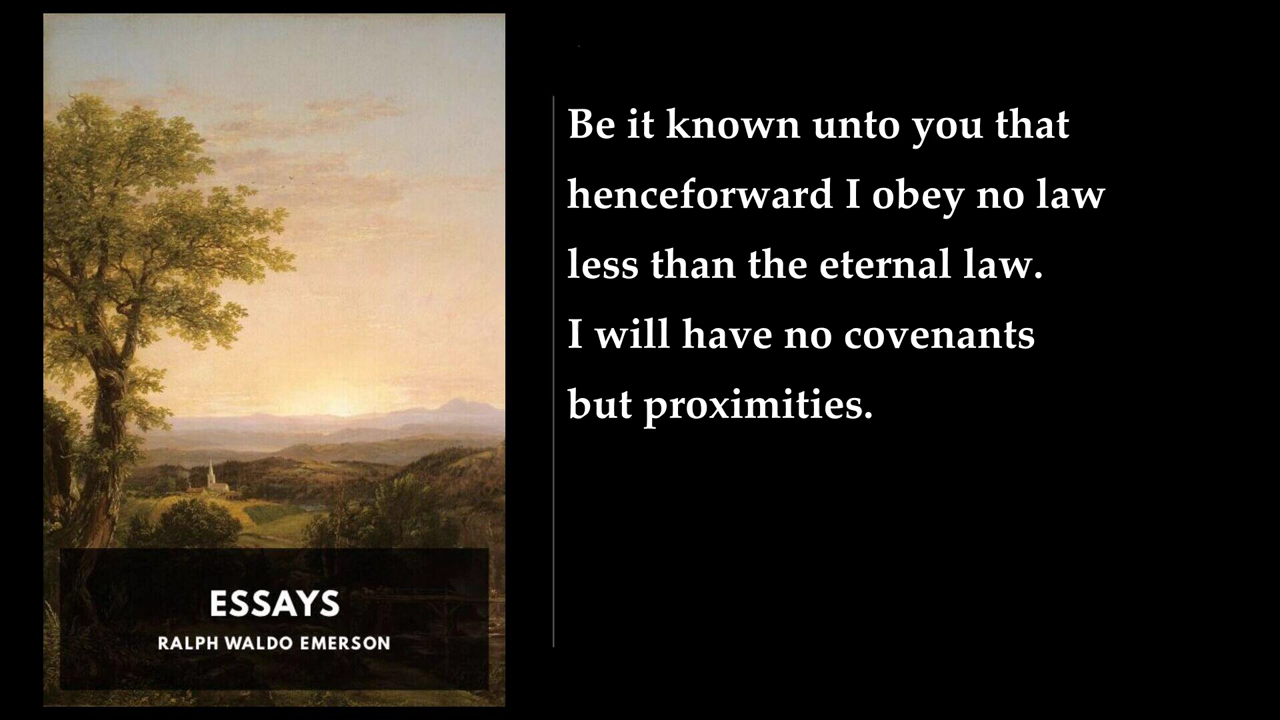 ESSAYS
RALPH WALDO EMERSON
Be it known unto you that
henceforward I obey no law
less than the eternal law.
I will have no covenants
but proximities.